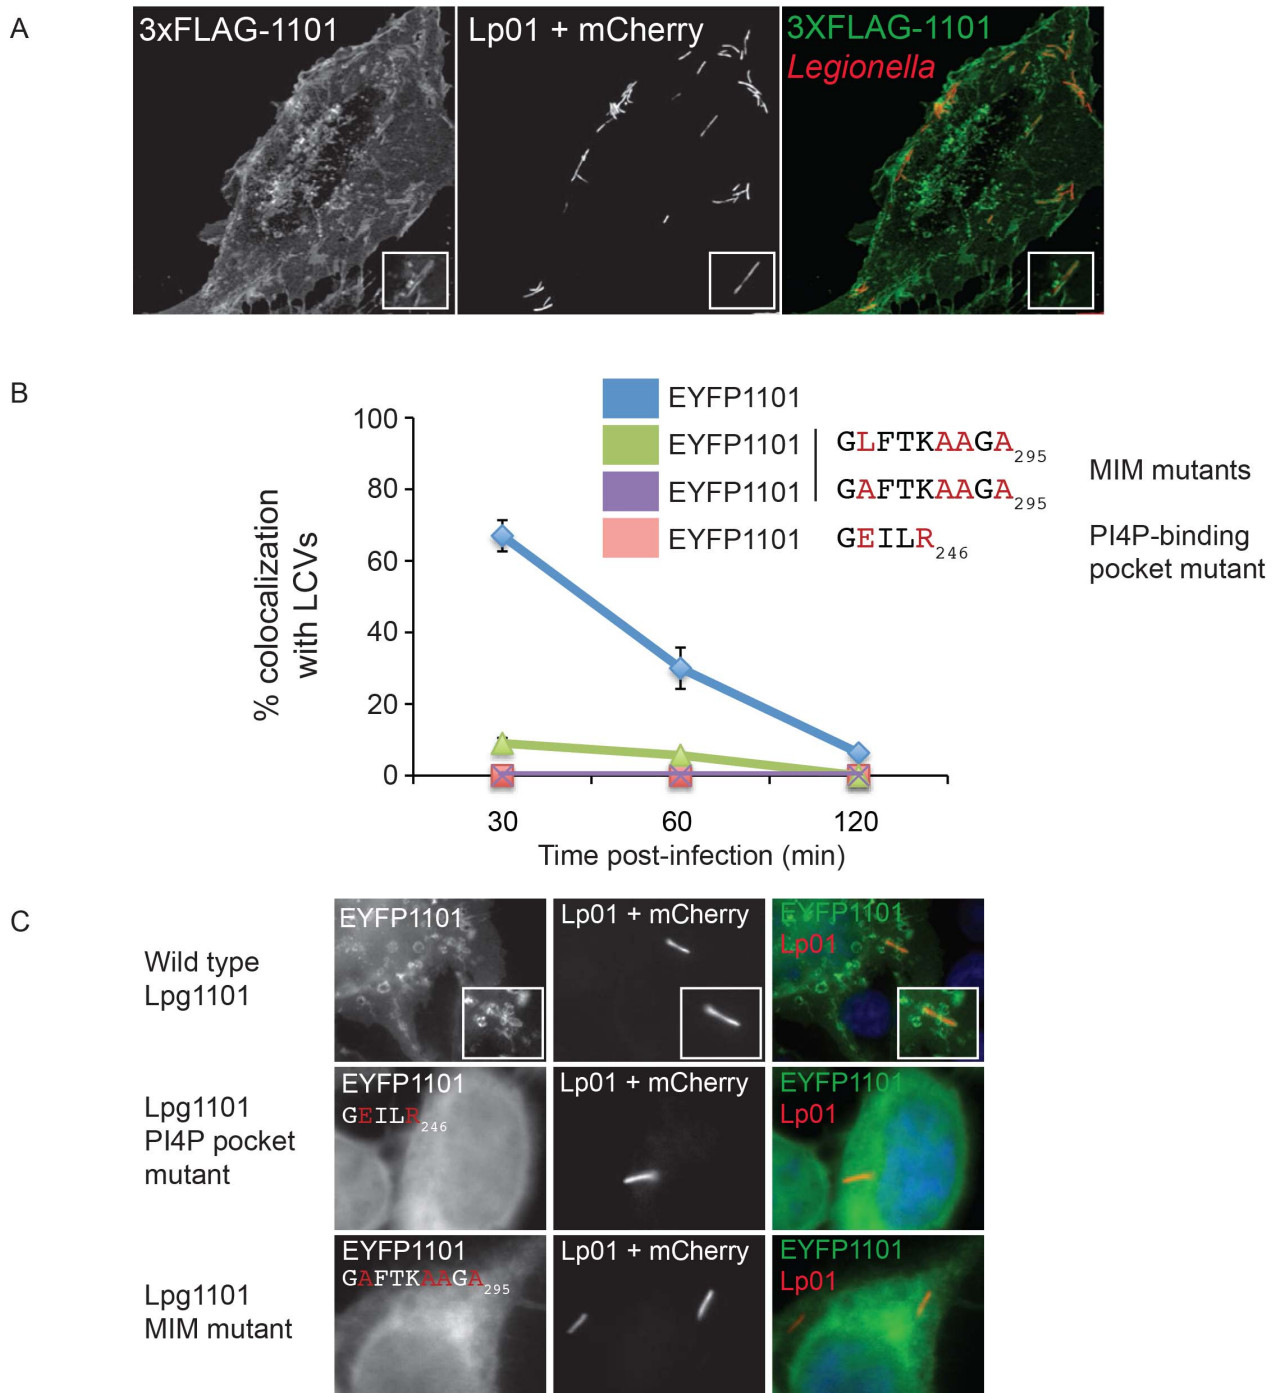 A
3xFLAG-1101
Lp01 + mCherry
3XFLAG-1101
Legionella
B
EYFP1101
EYFP1101 GLFTKAAGA295
EYFP1101 GAFTKAAGA295
MIM mutants
EYFP1101 GEILR246
PI4P-binding
pocket mutant
% colocalization
with LCVs
100
80
60
40
20
0
30 60 120
Time post-infection (min)
C
Wild type
Lpg1101
EYFP1101
Lp01 + mCherry
EYFP1101
Lp01
Lpg1101
PI4P pocket
mutant
EYFP1101
GEILR246
Lp01 + mCherry
EYFP1101
Lp01
Lpg1101
MIM mutant
EYFP1101
GAFTKAAGA295
Lp01 + mCherry
EYFP1101
Lp01